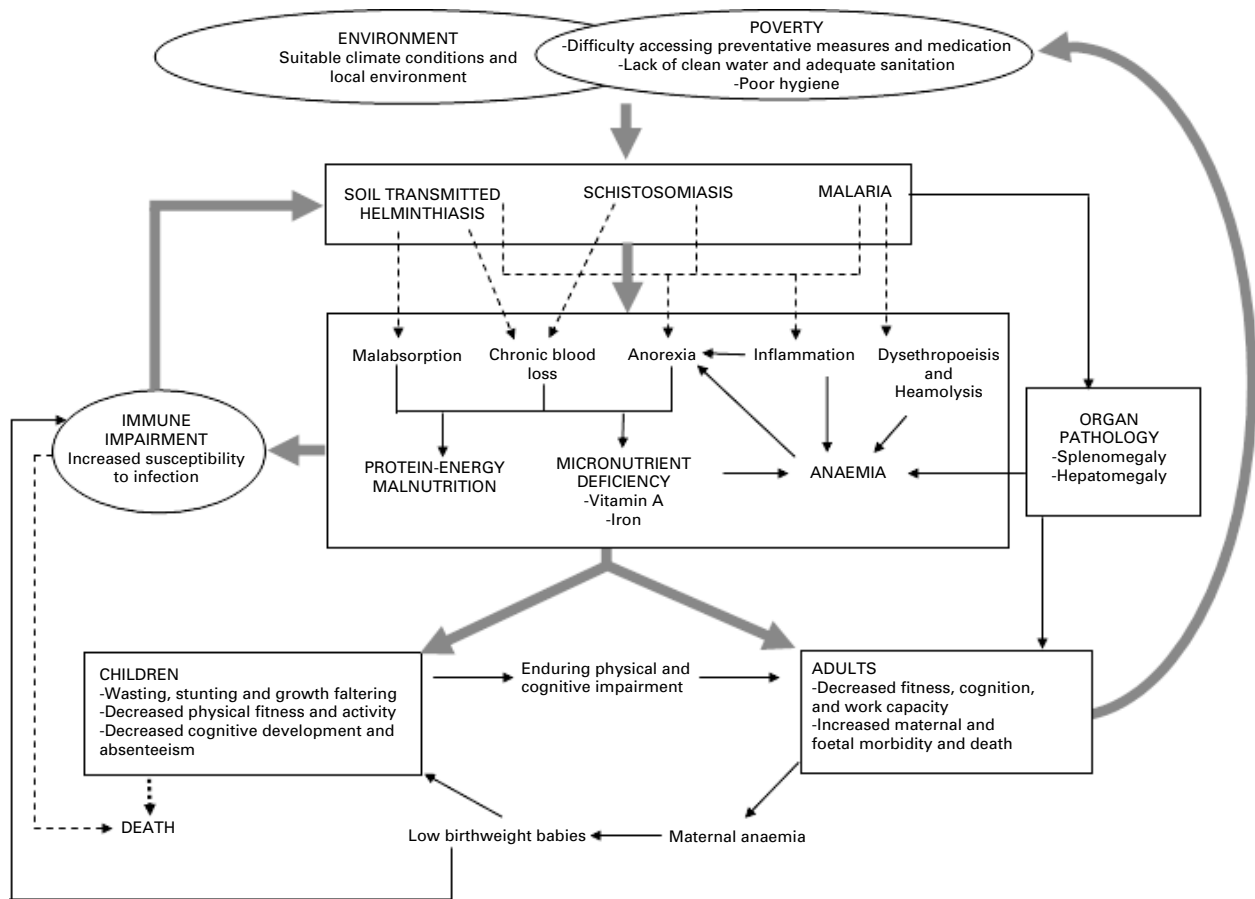 ENVIRONMENT
Suitable climate conditions and
local environment
POVERTY
-Difficulty accessing preventative measures and medication
-Lack of clean water and adequate sanitation
-Poor hygiene
SOIL TRANSMITTED
HELMINTHIASIS
SCHISTOSOMIASIS
MALARIA
Malabsorption
Chronic blood
loss
Anorexia
Inflammation
Dysethropoeisis
and
Heamolysis
IMMUNE
IMPAIRMENT
Increased susceptibility
to infection
PROTEIN-ENERGY
MALNUTRITION
MICRONUTRIENT
DEFICIENCY
-Vitamin A
-Iron
ANAEMIA
ORGAN
PATHOLOGY
-Splenomegaly
-Hepatomegaly
CHILDREN
-Wasting, stunting and growth faltering
-Decreased physical fitness and activity
-Decreased cognitive development and
absenteeism
Enduring physical and
cognitive impairment
ADULTS
-Decreased fitness, cognition,
and work capacity
-Increased maternal and
foetal morbidity and death
DEATH
Low birthweight babies
Maternal anaemia